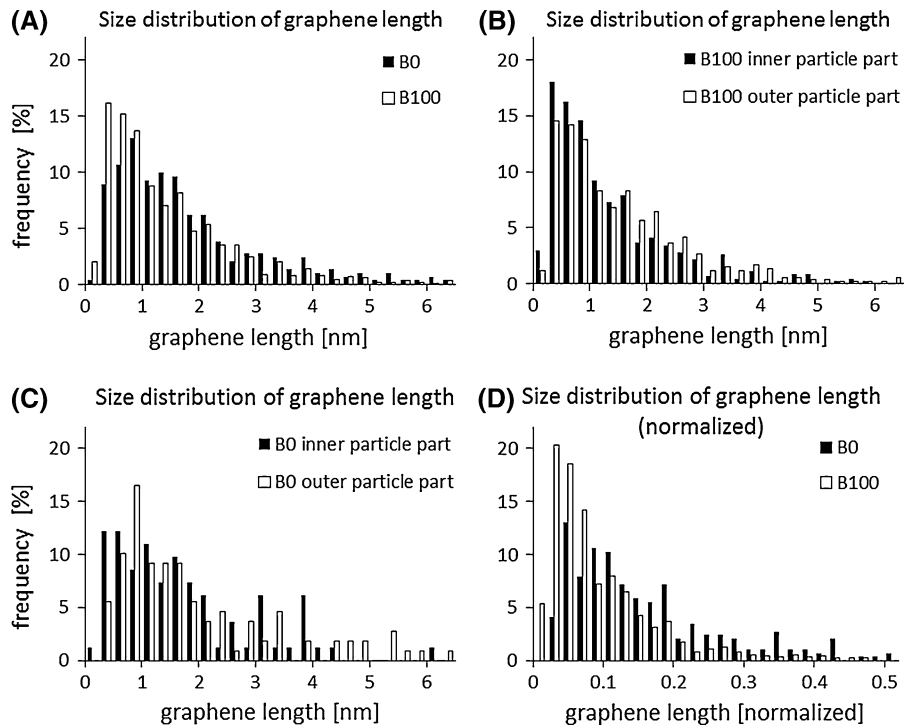 (A) Size distribution of graphene length
20
15
10
5
0
frequency [%]
B0
B100
0 1 2 3 4 5 6
graphene length [nm]
(B) Size distribution of graphene length
20
15
10
5
0
B100 inner particle part
B100 outer particle part
0 1 2 3 4 5 6
graphene length [nm]
(C) Size distribution of graphene length
20
15
10
5
0
frequency [%]
B0 inner particle part
B0 outer particle part
0 1 2 3 4 5 6
graphene length [nm]
(D) Size distribution of graphene length
(normalized)
20
15
10
5
0
B0
B100
0 0.1 0.2 0.3 0.4 0.5
graphene length [normalized]